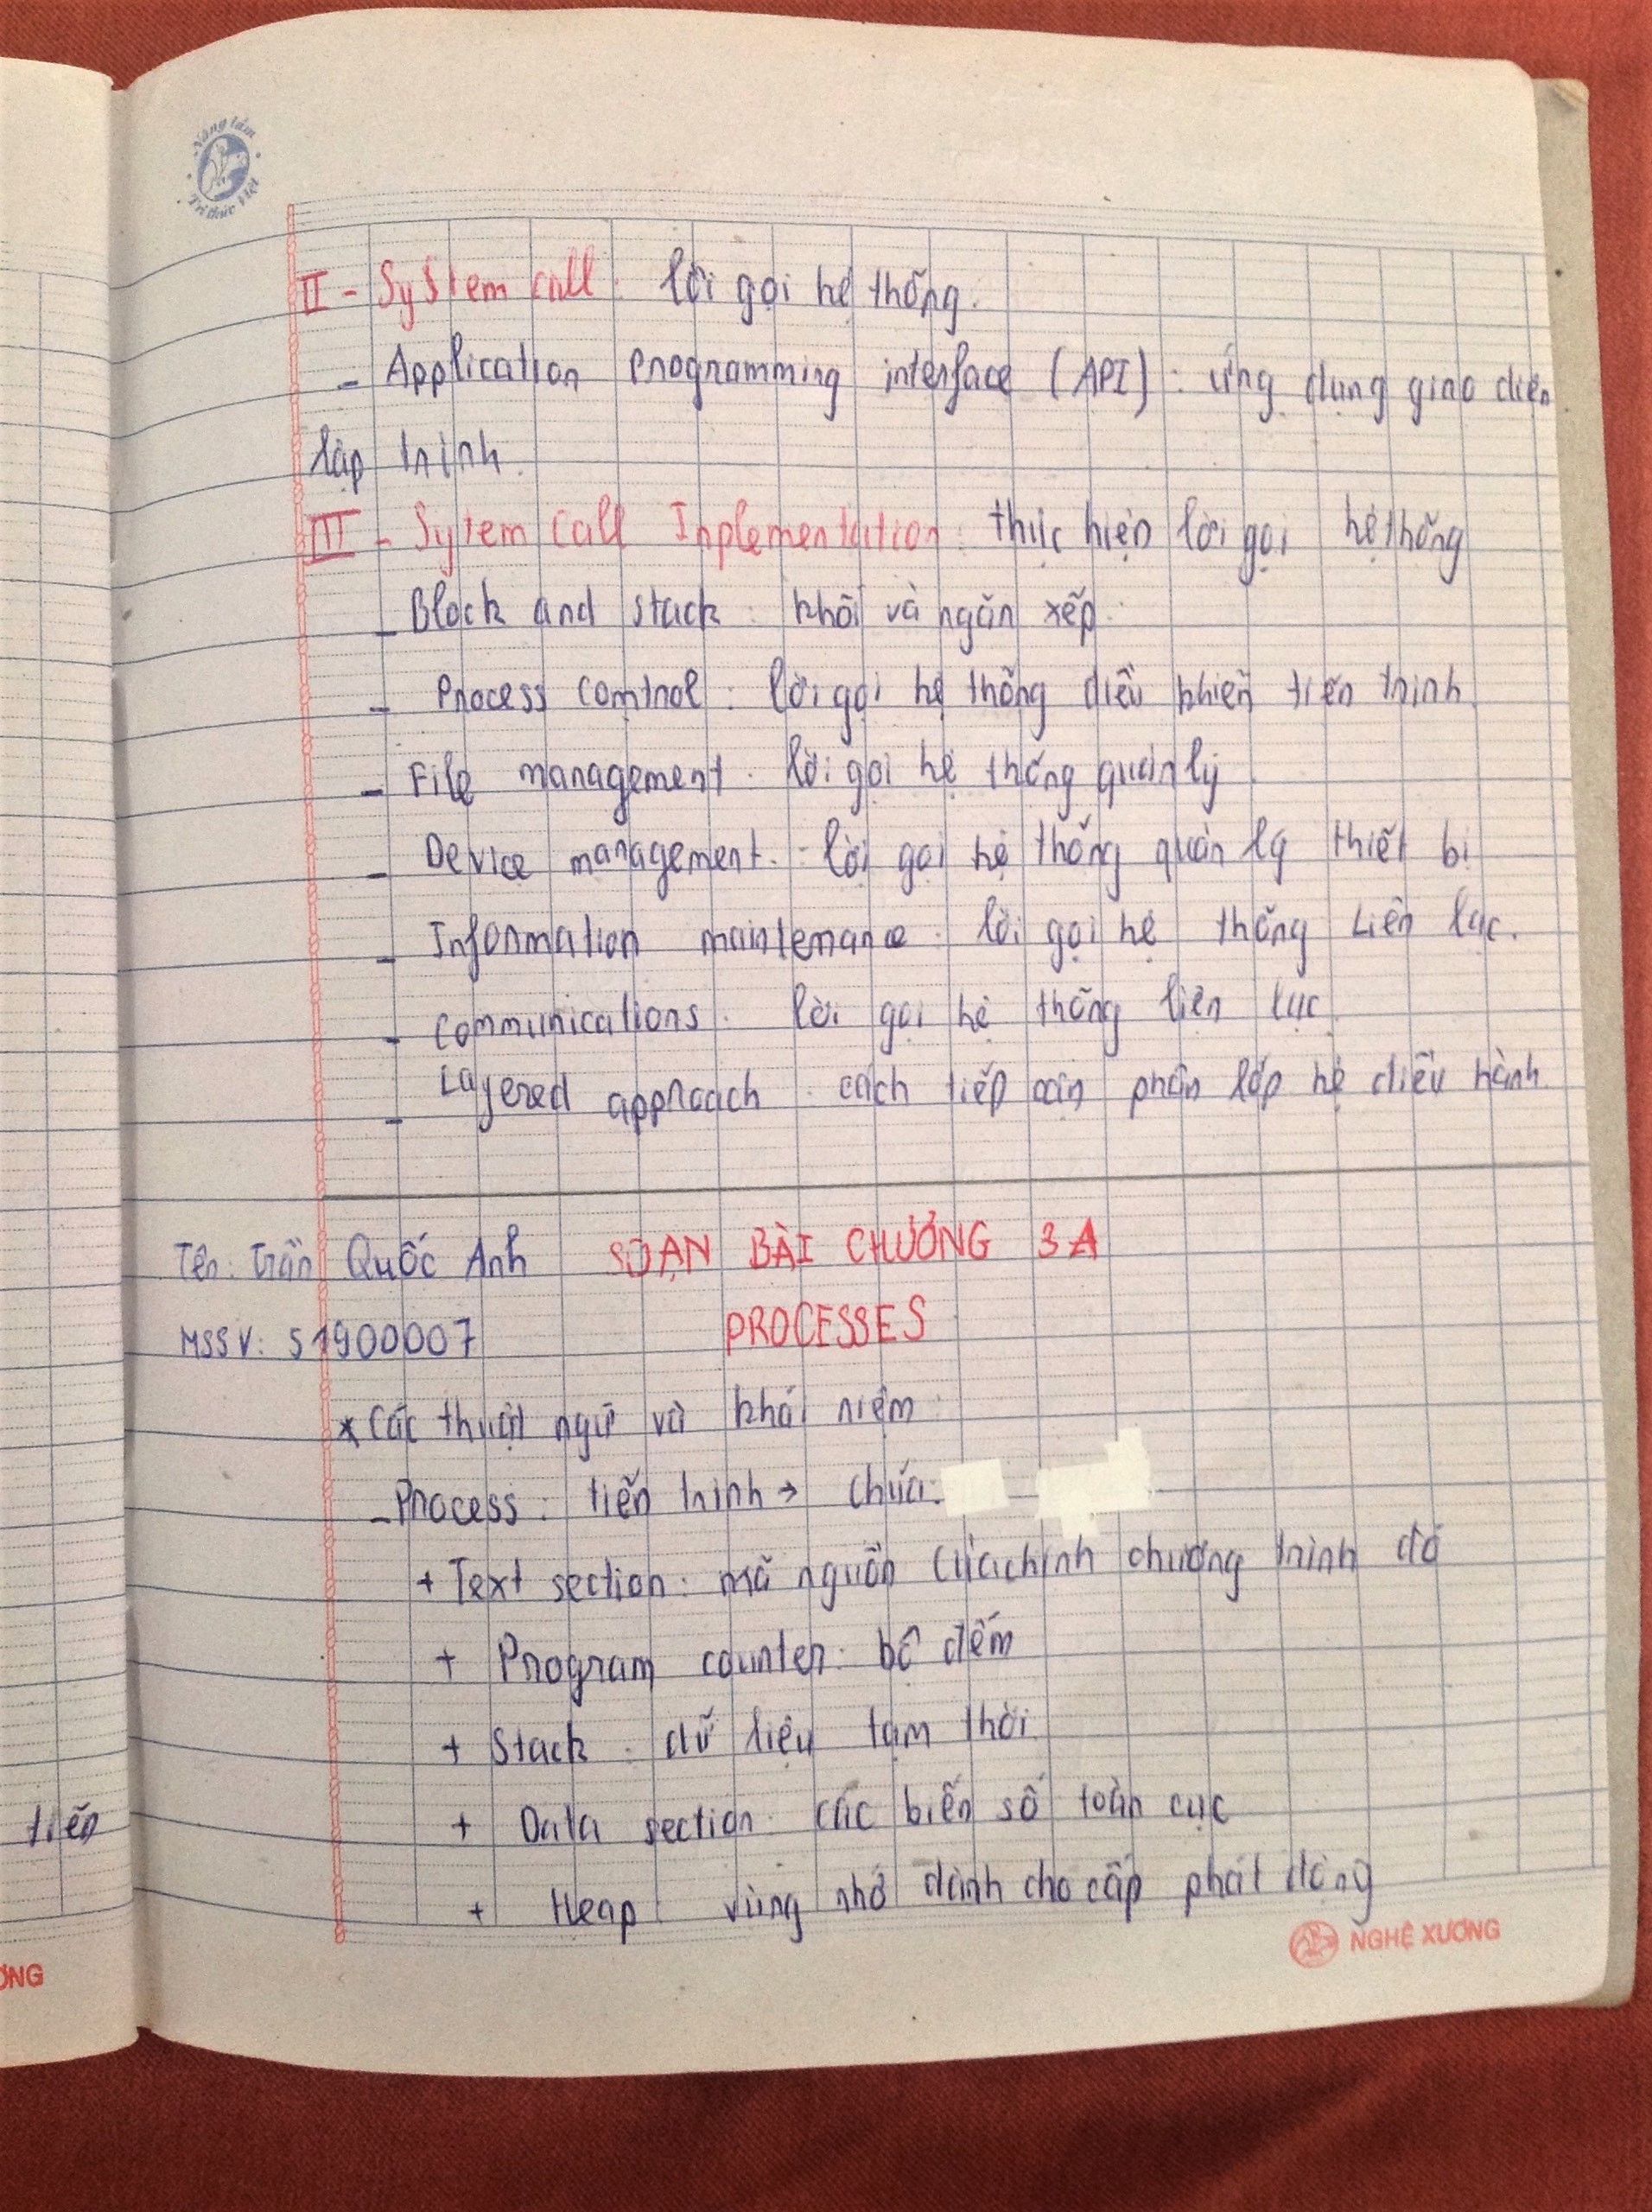 Nâng tầm
Tri thức Việt
II - System call : lời gọi hệ thống.
- Application programming interface (API) : ứng dụng giao diện
lập trình.
III - Sytem Call Inplementation : thực hiện lời gọi hệ thống
- Block and stack : khối và ngăn xếp.
- Process control : lời gọi hệ thống điều khiển tiến trình
- File management : lời gọi hệ thống quản lý
- Device management : lời gọi hệ thống quản lý thiết bị
- Information maintemance : lời gọi hệ thống Liên lạc.
- communications : lời gọi hệ thống liên lạc
- Layered approach : cách tiếp cận phân lớp hệ điều hành
Tên: Trần Quốc Anh SOẠN BÀI CHƯƠNG 3A
MSSV: 51900007 PROCESSES
* Các thuật ngữ và khái niệm :
- Process : tiến trình → chứa:
+ Text section : mã nguồn của chính chương trình đó
+ Program counter : bộ đếm
+ Stack : dữ liệu tạm thời
+ Data section : các biến số toàn cục
+ Heap : vùng nhớ dành cho cấp phát động
tiến
NGHỆ XƯƠNG
ƠNG